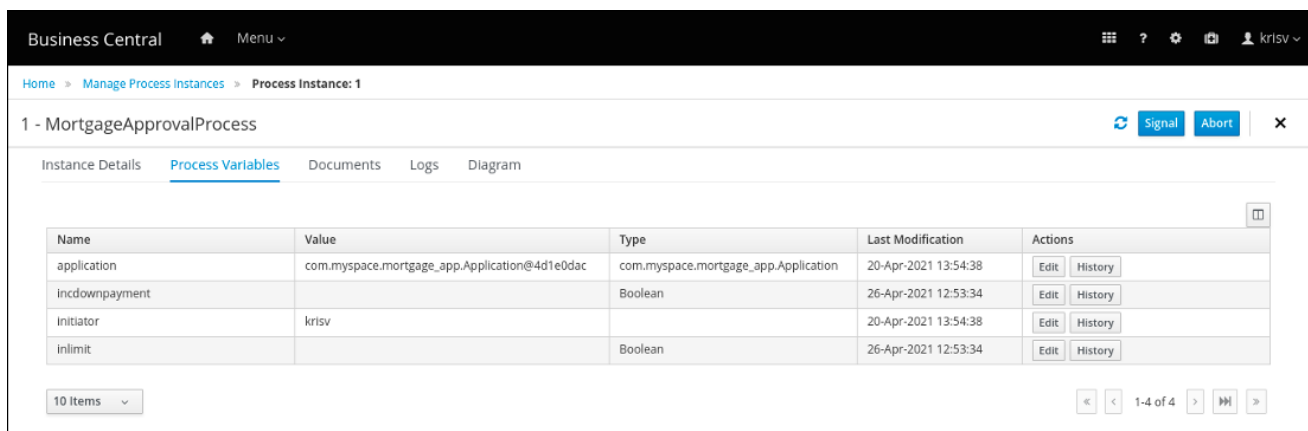 Business Central Menu ? krisv
Home » Manage Process Instances » Process Instance: 1
1 - MortgageApprovalProcess Signal Abort
Instance Details Process Variables Documents Logs Diagram
Name Value Type Last Modification Actions
application com.myspace.mortgage_app.Application@4d1e0dac com.myspace.mortgage_app.Application 20-Apr-2021 13:54:38 Edit History
incdownpayment Boolean 26-Apr-2021 12:53:34 Edit History
initiator krisv 20-Apr-2021 13:54:38 Edit History
inlimit Boolean 26-Apr-2021 12:53:34 Edit History
10 Items « < 1-4 of 4 > »